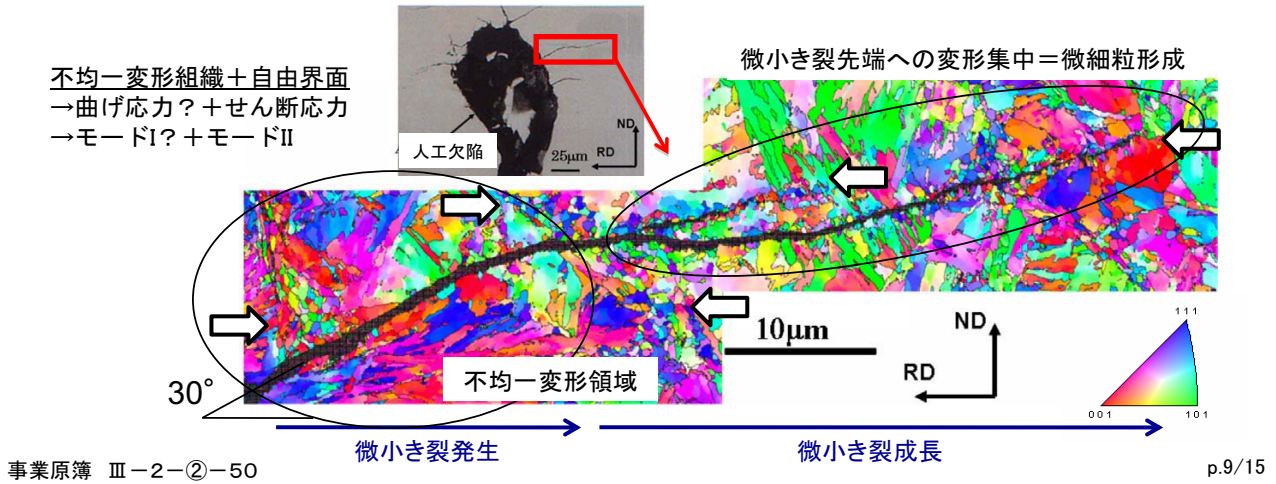 不均一変形組織＋自由界面
→曲げ応力？＋せん断応力
→モードI？＋モードII
人工欠陥
25μm
ND
RD
微小き裂先端への変形集中＝微細粒形成
30°
不均一変形領域
10μm
ND
RD
111
001
101
微小き裂発生
微小き裂成長
事業原簿 Ⅲ－2－②－50
p.9/15